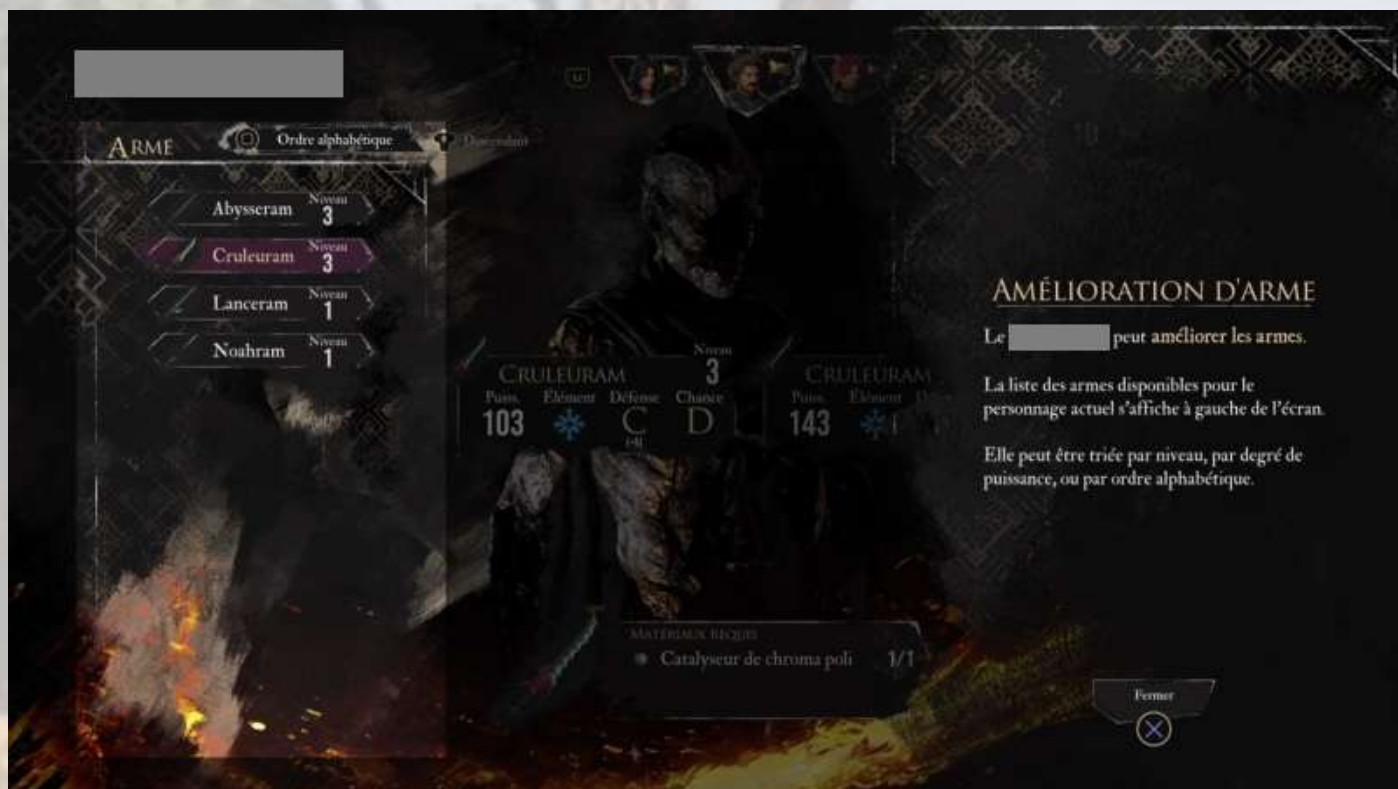 L1
ARME
Ordre alphabétique
Descendant
Abysseram Niveau 3
Cruleuram Niveau 3
Lanceram Niveau 1
Noahram Niveau 1
CRULEURAM Niveau 3
Puiss. Élément Défense Chance
103 C D
CRULEURAM
Puiss. Élément
143
MATÉRIAUX REQUIS
Catalyseur de chroma poli 1/1
AMÉLIORATION D'ARME
Le peut améliorer les armes.
La liste des armes disponibles pour le
personnage actuel s'affiche à gauche de l'écran.
Elle peut être triée par niveau, par degré de
puissance, ou par ordre alphabétique.
Fermer